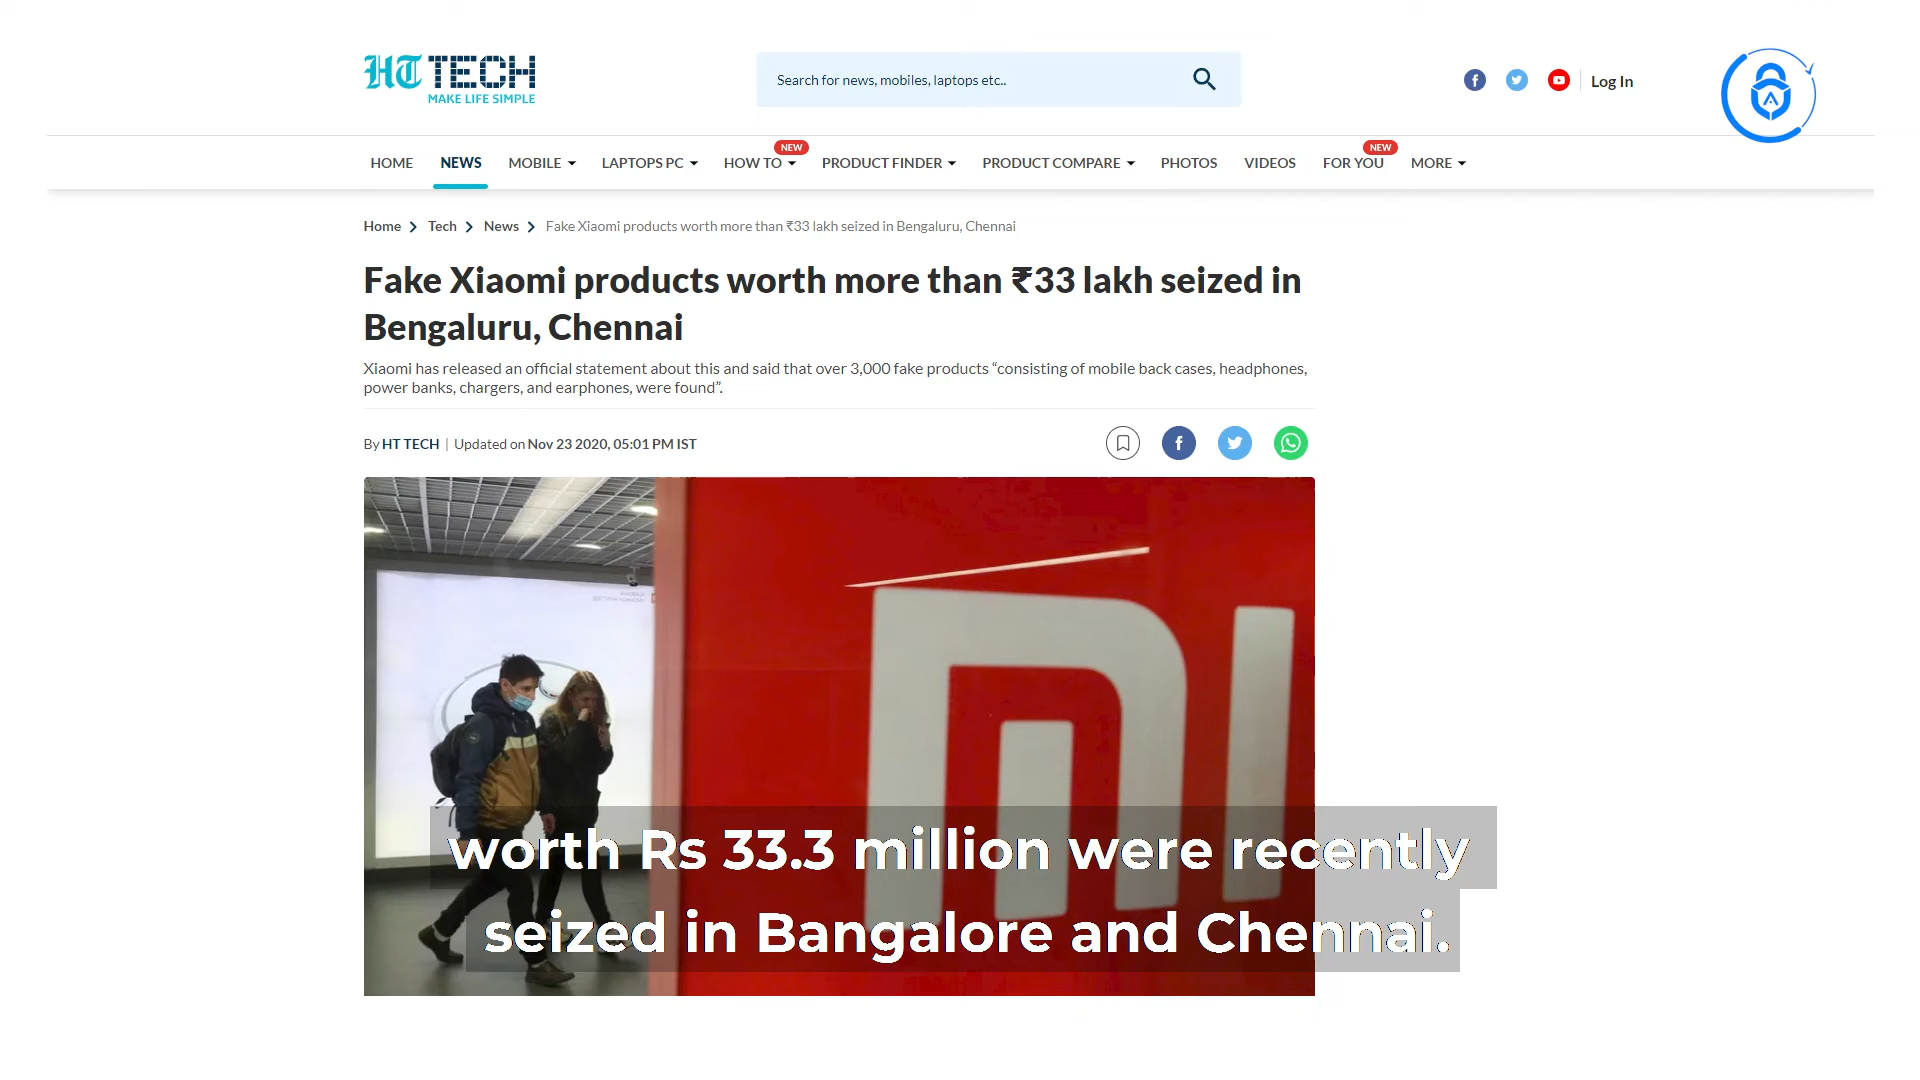 HT TECH
MAKE LIFE SIMPLE
Search for news, mobiles, laptops etc..
Log In
HOME NEWS MOBILE LAPTOPS PC HOW TO NEW PRODUCT FINDER PRODUCT COMPARE PHOTOS VIDEOS FOR YOU NEW MORE
Home Tech News Fake Xiaomi products worth more than ₹33 lakh seized in Bengaluru, Chennai
Fake Xiaomi products worth more than ₹33 lakh seized in
Bengaluru, Chennai
Xiaomi has released an official statement about this and said that over 3,000 fake products “consisting of mobile back cases, headphones,
power banks, chargers, and earphones, were found”.
By HT TECH | Updated on Nov 23 2020, 05:01 PM IST
MI
worth Rs 33.3 million were recently
seized in Bangalore and Chennai.